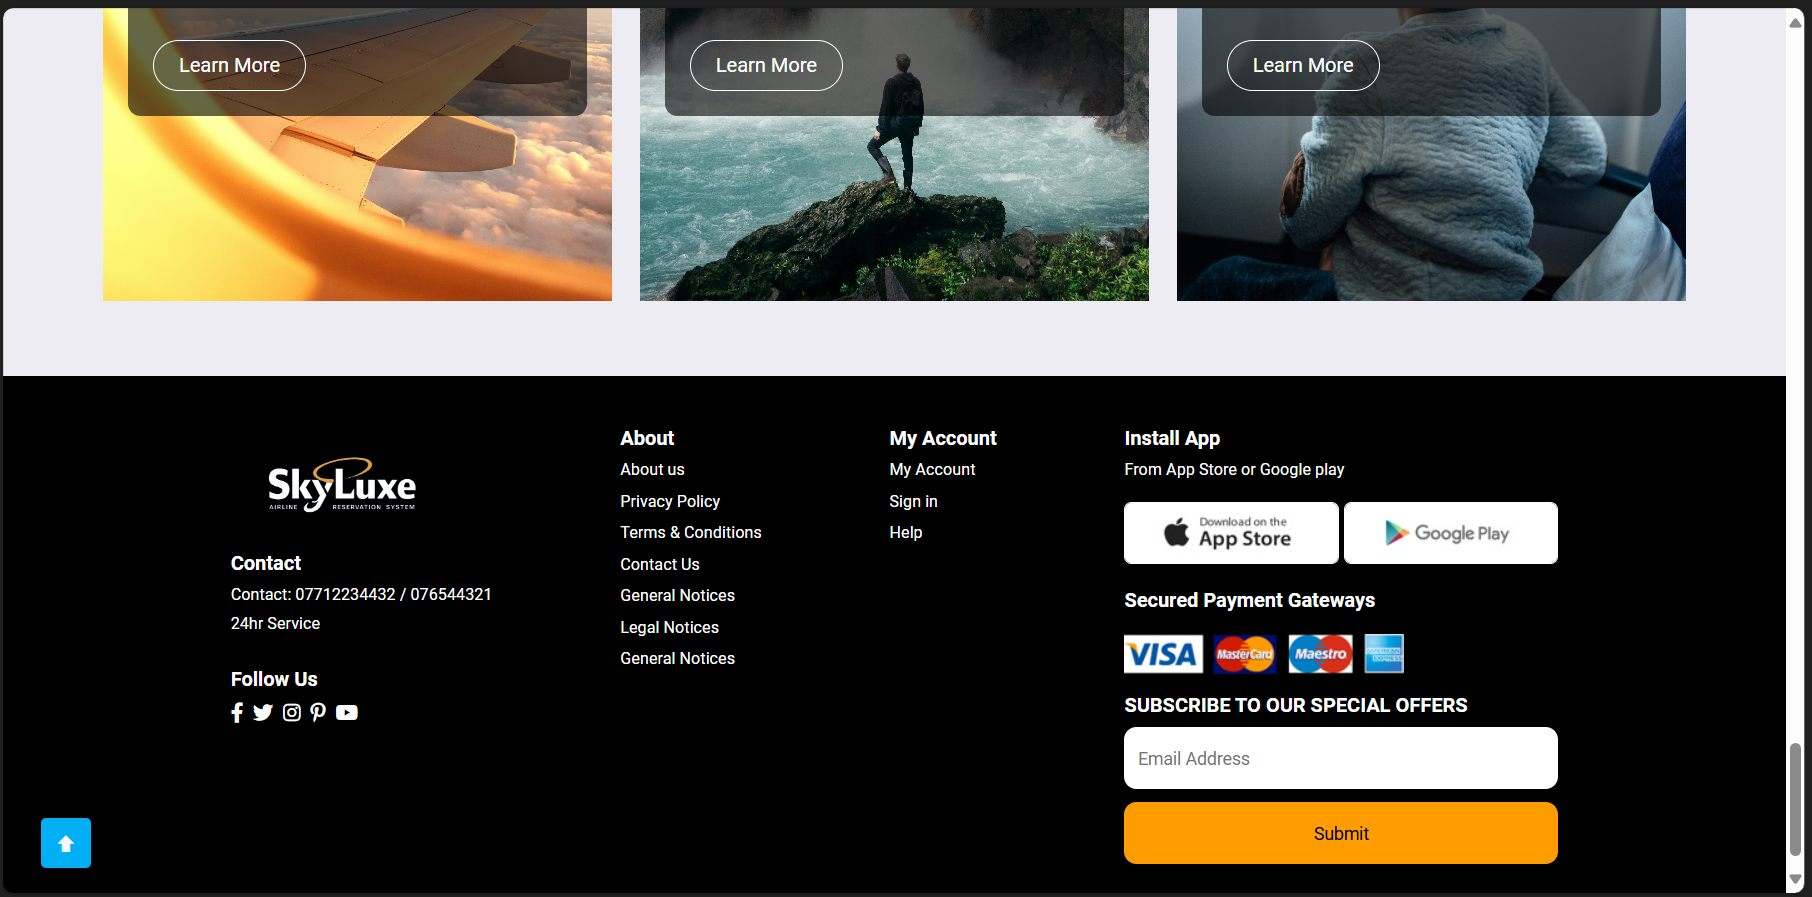 Learn More
Learn More
Learn More
SkyLuxe
AIRLINE RESERVATION SYSTEM
Contact
Contact: 07712234432 / 076544321
24hr Service
Follow Us
About
About us
Privacy Policy
Terms & Conditions
Contact Us
General Notices
Legal Notices
General Notices
My Account
My Account
Sign in
Help
Install App
From App Store or Google play
Download on the
App Store
Google Play
Secured Payment Gateways
VISA MasterCard Maestro AMERICAN EXPRESS
SUBSCRIBE TO OUR SPECIAL OFFERS
Email Address
Submit